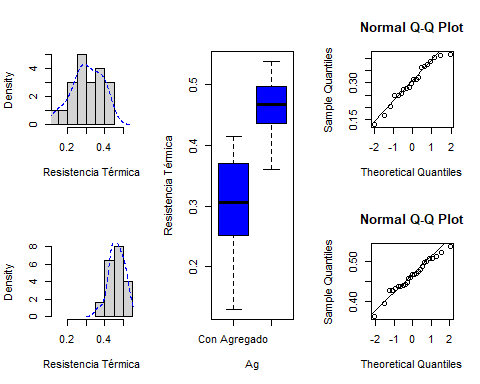 Density
0 2 4
0.2 0.4
Resistencia Térmica
Density
0 2 4 6 8
0.2 0.4
Resistencia Térmica
Resistencia Térmica
0.2 0.3 0.4 0.5
Con Agregado
Ag
Normal Q-Q Plot
Sample Quantiles
0.15 0.30
-2 -1 0 1 2
Theoretical Quantiles
Normal Q-Q Plot
Sample Quantiles
0.40 0.50
-2 -1 0 1 2
Theoretical Quantiles